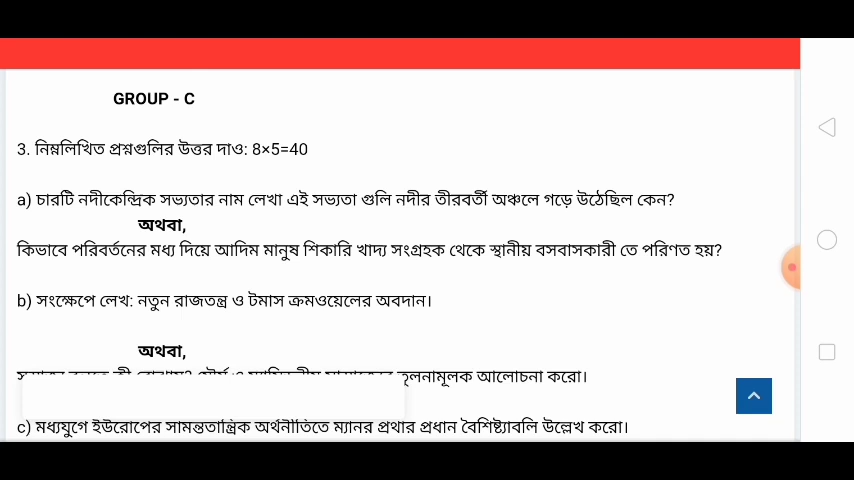 GROUP - C
3. নিম্নলিখিত প্রশ্নগুলির উত্তর দাও: 8×5=40
a) চারটি নদীকেন্দ্রিক সভ্যতার নাম লেখা এই সভ্যতা গুলি নদীর তীরবর্তী অঞ্চলে গড়ে উঠেছিল কেন?
অথবা,
কিভাবে পরিবর্তনের মধ্য দিয়ে আদিম মানুষ শিকারি খাদ্য সংগ্রহক থেকে স্থানীয় বসবাসকারী তে পরিণত হয়?
b) সংক্ষেপে লেখ: নতুন রাজতন্ত্র ও টমাস ক্রমওয়েলের অবদান।
অথবা,
তুলনামূলক আলোচনা করো।
c) মধ্যযুগে ইউরোপের সামন্ততান্ত্রিক অর্থনীতিতে ম্যানর প্রথার প্রধান বৈশিষ্ট্যাবলি উল্লেখ করো।